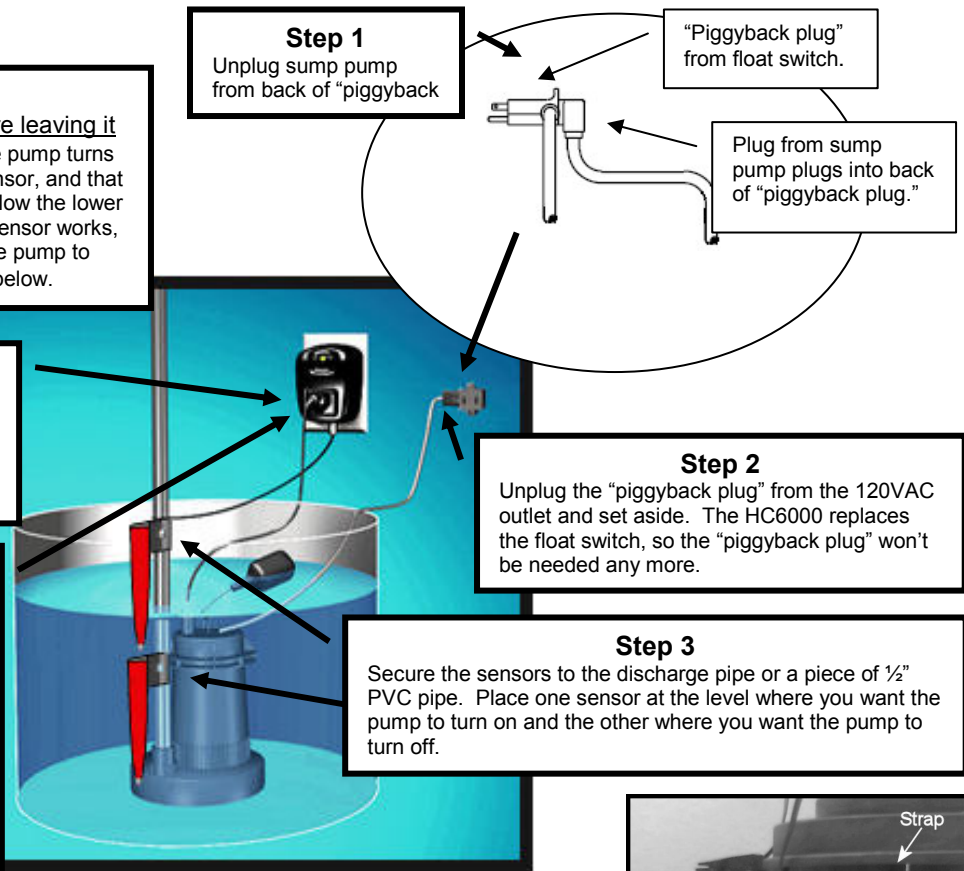 Step 1
Unplug sump pump
from back of “piggyback
“Piggyback plug”
from float switch.
Plug from sump
pump plugs into back
of “piggyback plug.”
re leaving it
e pump turns
nsor, and that
low the lower
ensor works,
e pump to
below.
Step 2
Unplug the “piggyback plug” from the 120VAC
outlet and set aside. The HC6000 replaces
the float switch, so the “piggyback plug” won’t
be needed any more.
Step 3
Secure the sensors to the discharge pipe or a piece of ½”
PVC pipe. Place one sensor at the level where you want the
pump to turn on and the other where you want the pump to
turn off.
Strap